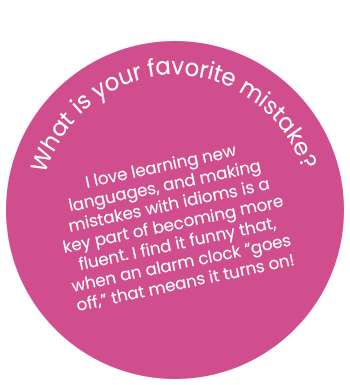 What is your favorite mistake?
I love learning new
languages, and making
mistakes with idioms is a
key part of becoming more
fluent. I find it funny that,
when an alarm clock “goes
off,” that means it turns on!